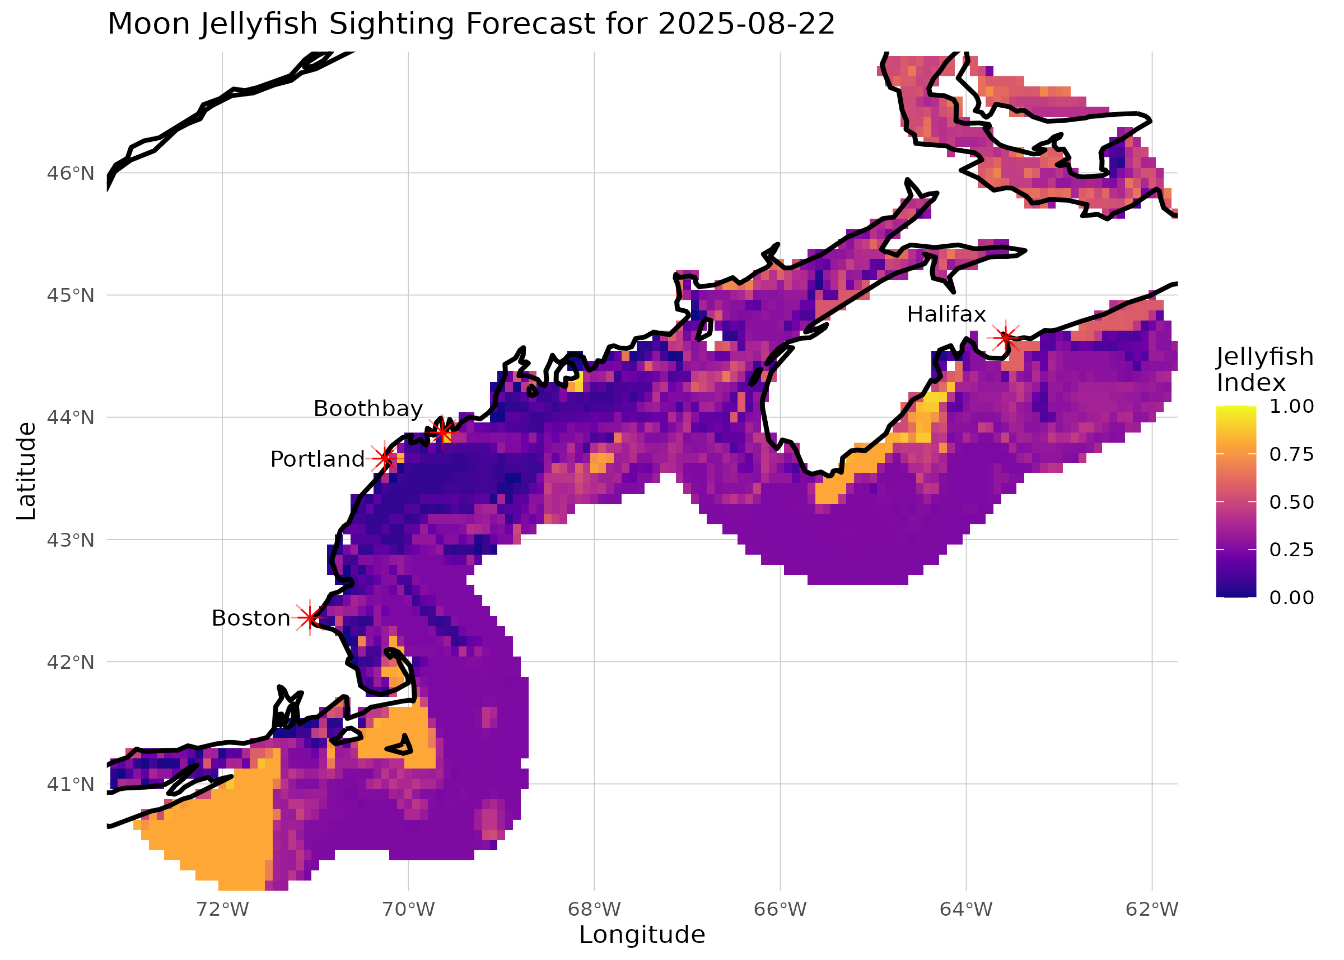 Moon Jellyfish Sighting Forecast for 2025-08-22
46°N
45°N
44°N
43°N
42°N
41°N
Latitude
Halifax
Boothbay
Portland
Boston
72°W
70°W
68°W
66°W
64°W
62°W
Longitude
Jellyfish
Index
1.00
0.75
0.50
0.25
0.00